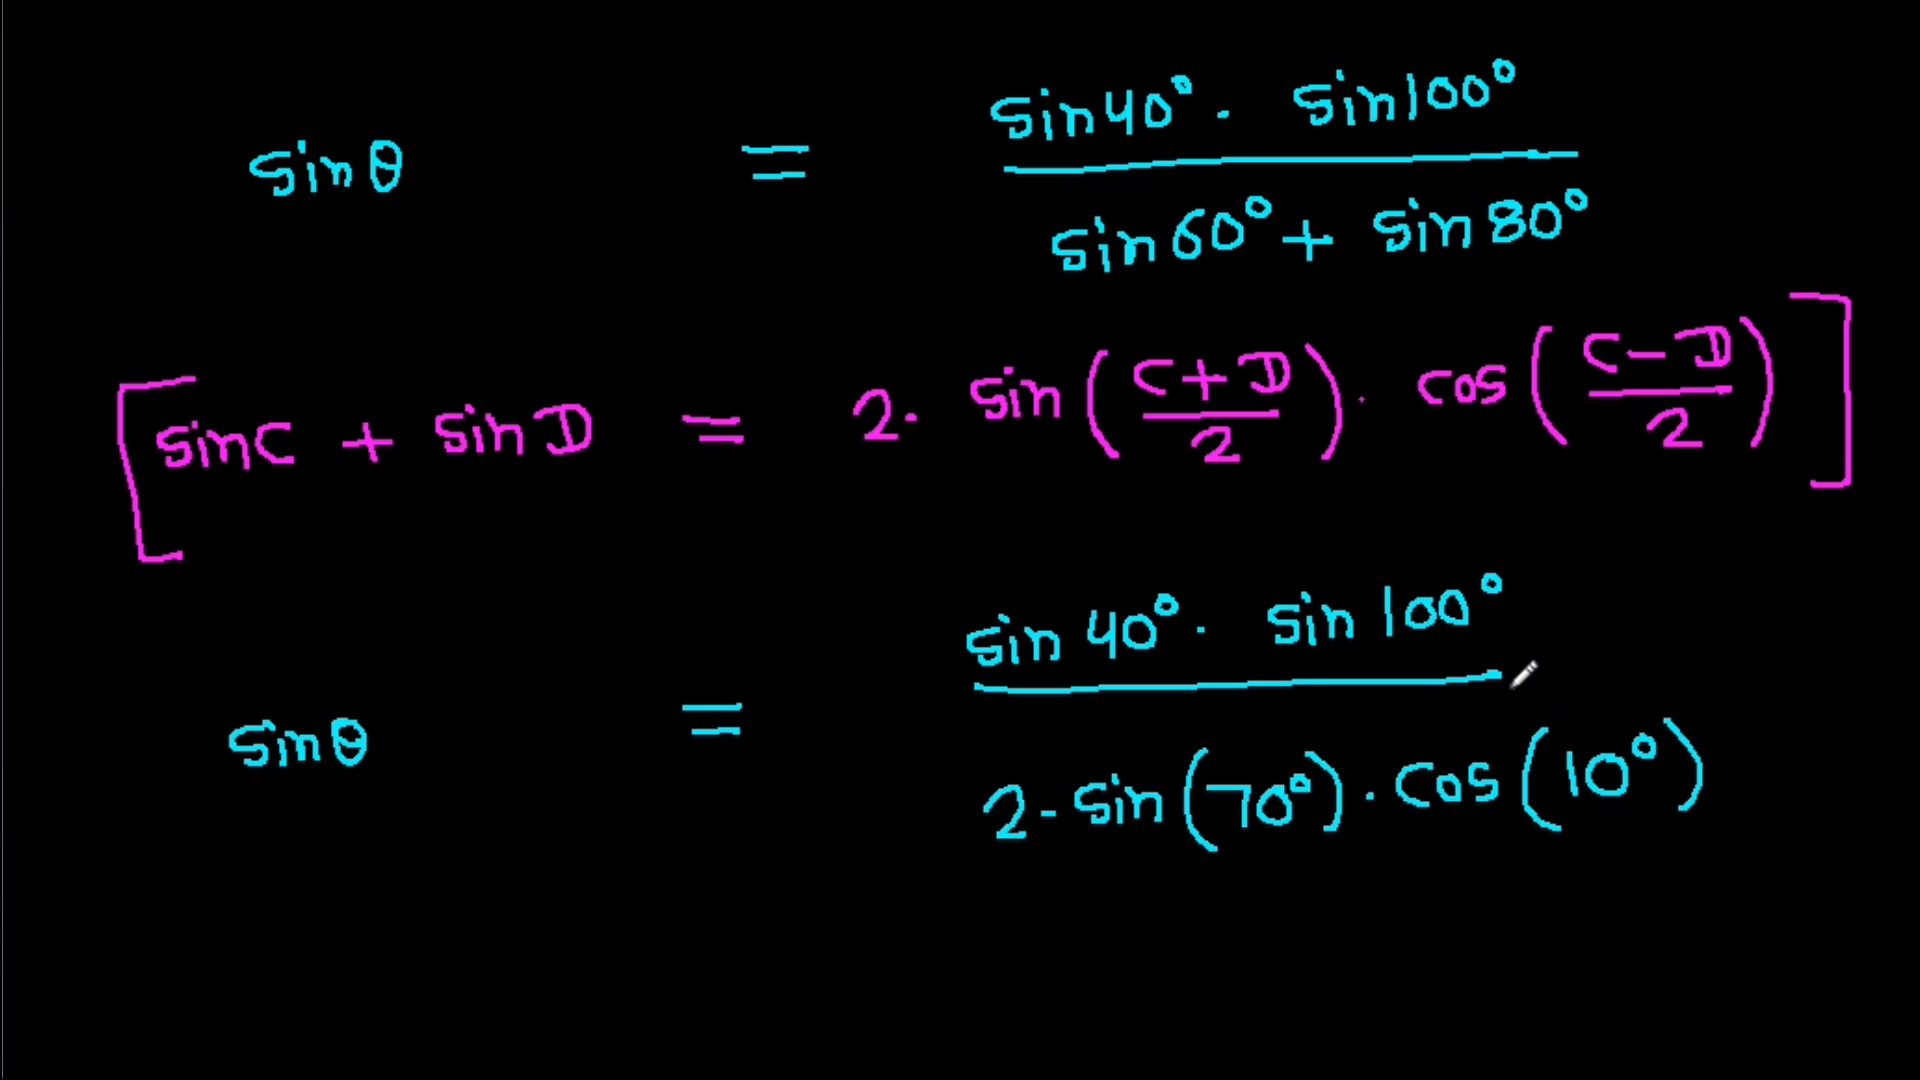 sinθ = sin40° · sin100° / sin60° + sin80°
[sinC + sinD = 2· sin(C+D/2) · cos(C-D/2)]
sinθ = sin 40° · sin 100° / 2·sin(70°) · cos(10°)